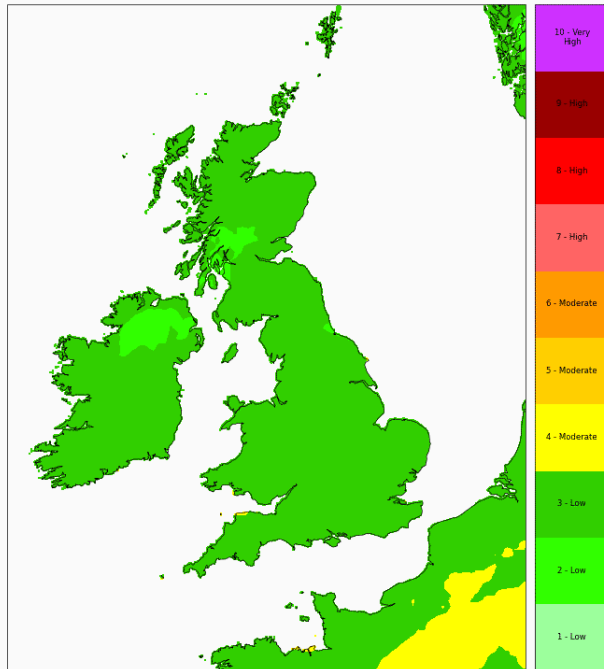 10 - Very
High
9 - High
8 - High
7 - High
6 - Moderate
5 - Moderate
4 - Moderate
3 - Low
2 - Low
1 - Low